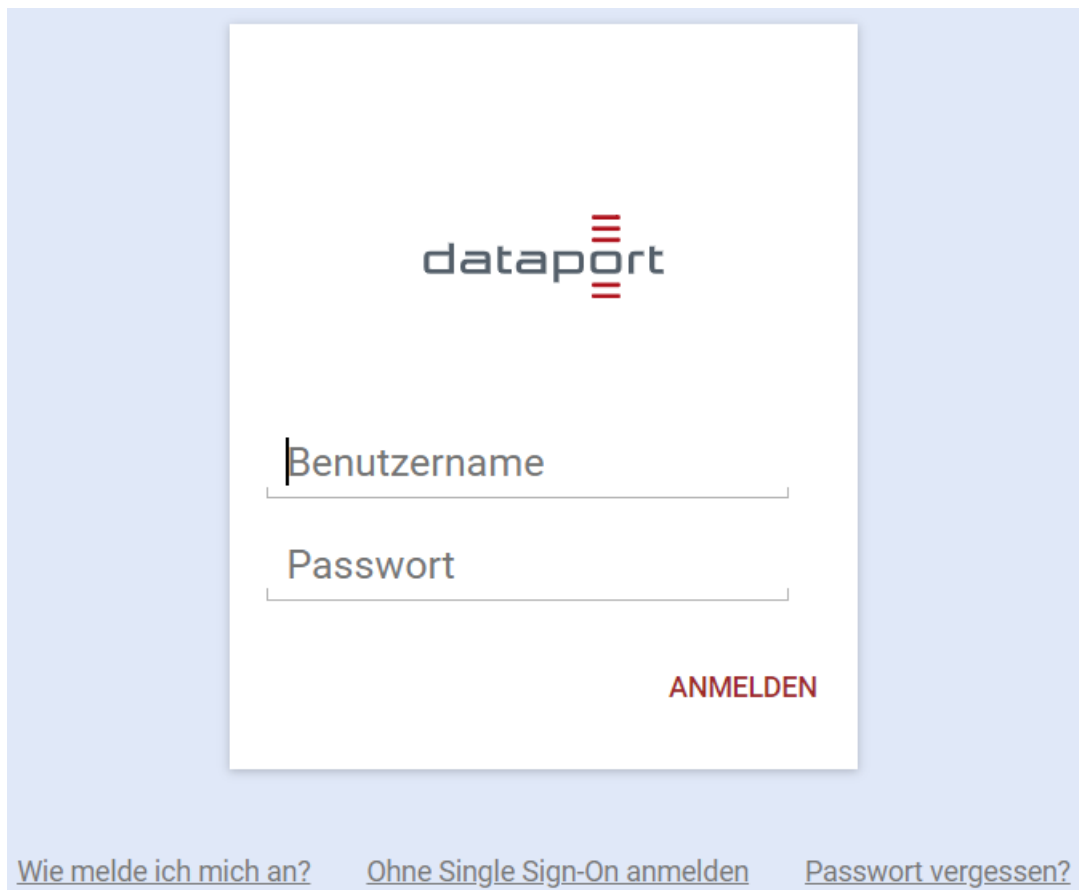 dataport
Benutzername
Passwort
ANMELDEN
Wie melde ich mich an? Ohne Single Sign-On anmelden Passwort vergessen?